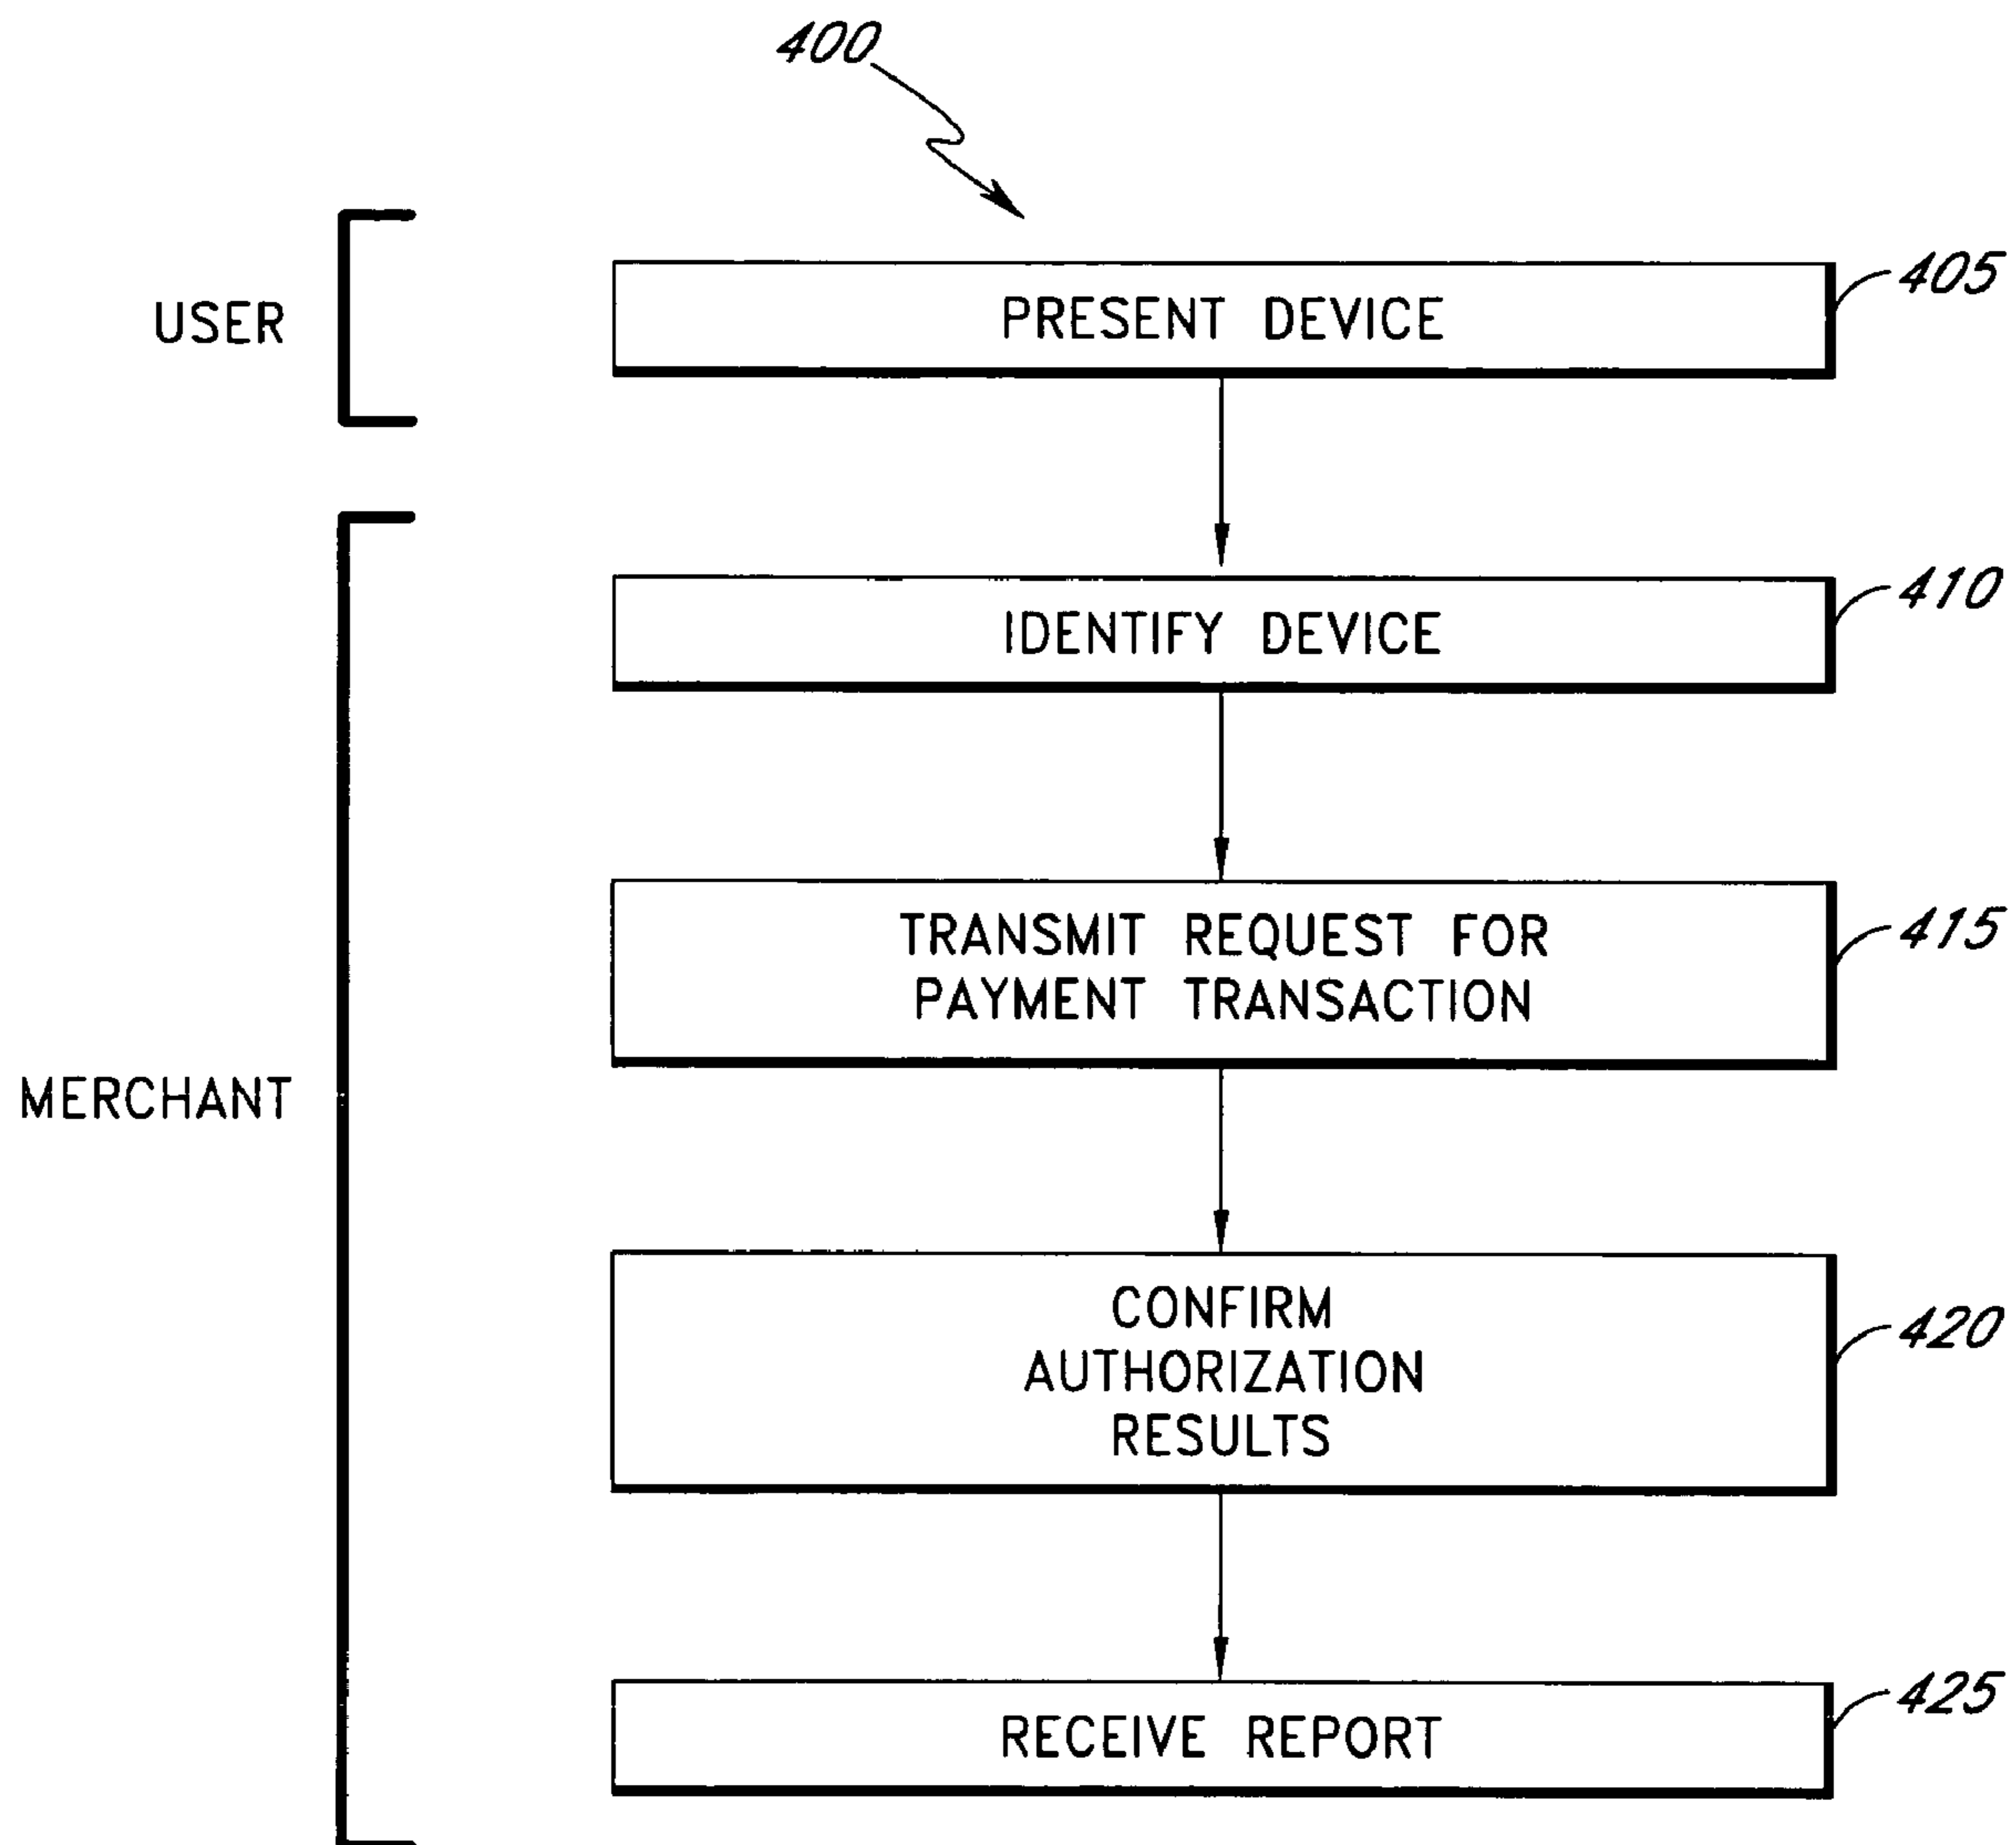 400
USER
PRESENT DEVICE
405
IDENTIFY DEVICE
410
TRANSMIT REQUEST FOR
PAYMENT TRANSACTION
415
MERCHANT
CONFIRM
AUTHORIZATION
RESULTS
420
RECEIVE REPORT
425